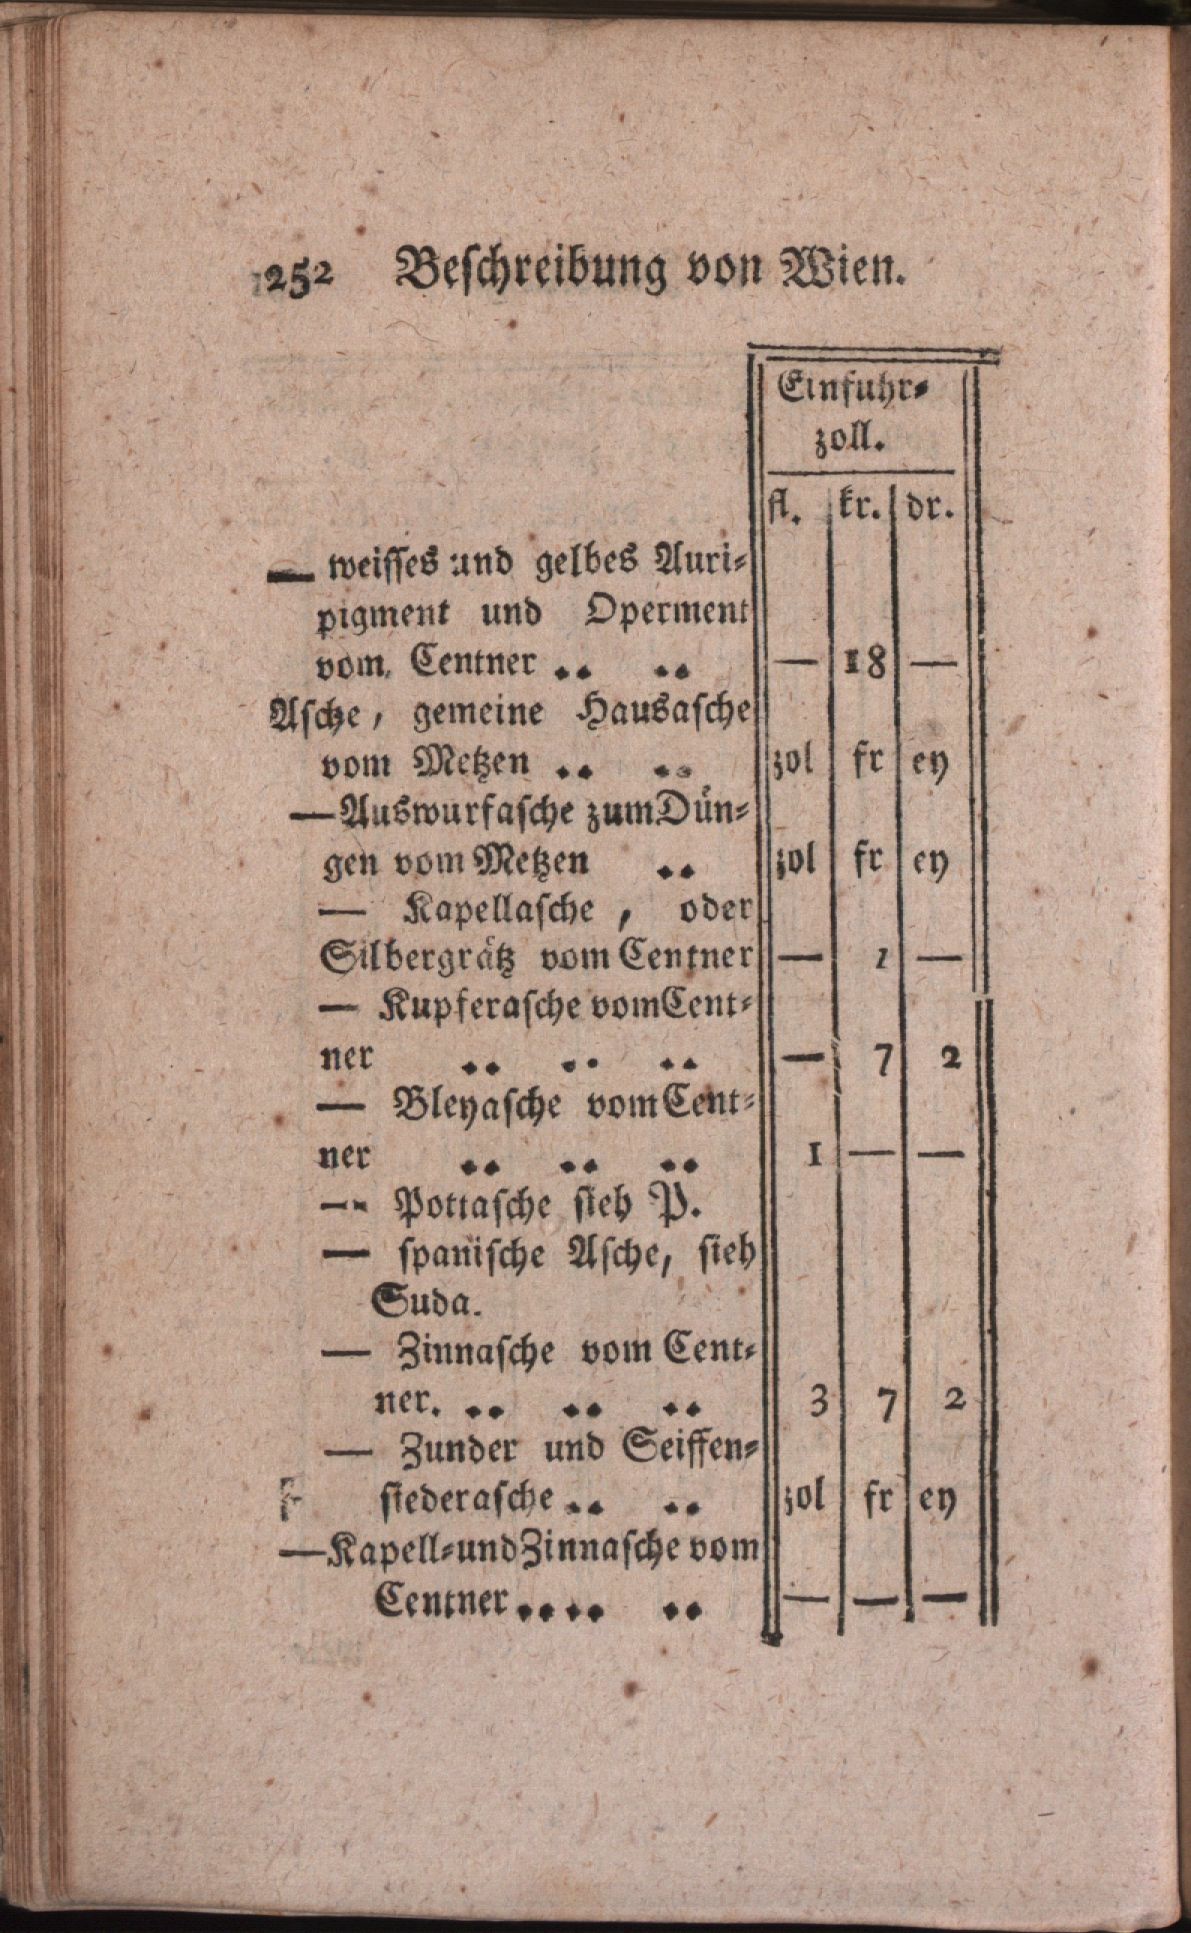 252 Beſchreibung von Wien.
Einfuhr⸗
zoll.
fl. kr. dr.
— weiſſes und gelbes Auri⸗
pigment und Operment
vom Centner .. .. — 18 —
Aſche, gemeine Hausaſche
vom Metzen .. .. zol fr ey
— Auswurfaſche zum Dün⸗
gen vom Metzen .. zol fr ey
— Kapellaſche, oder
Silbergrätz vom Centner — 1 —
— Kupferaſche vom Cent⸗
ner .. .. .. — 7 2
— Bleyaſche vom Cent⸗
ner .. .. .. 1 — —
— Pottaſche ſieh P.
— ſpaniſche Aſche, ſieh
Suda.
— Zinnaſche vom Cent⸗
ner. .. .. .. 3 7 2
— Zunder und Seiffen⸗
ſiederaſche .. .. zol fr ey
— Kapell⸗ und Zinnaſche vom
Centner .. .. .. — — —